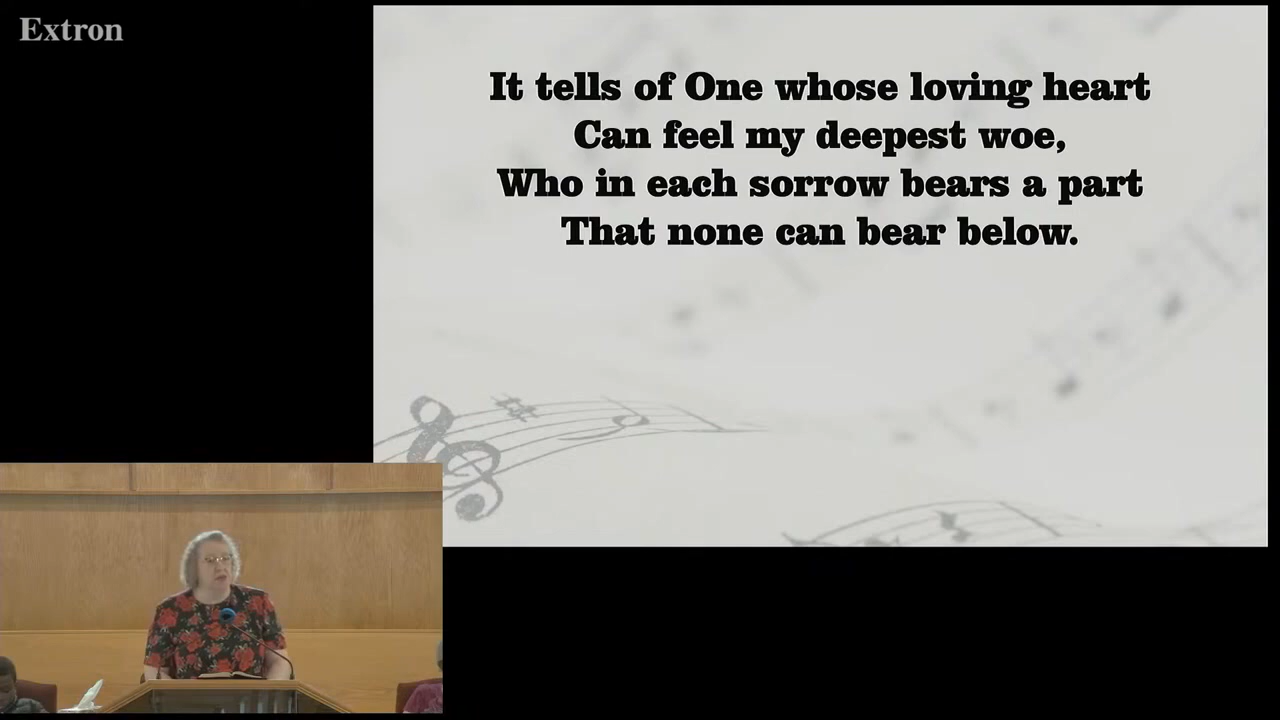 Extron
It tells of One whose loving heart
Can feel my deepest woe,
Who in each sorrow bears a part
That none can bear below.